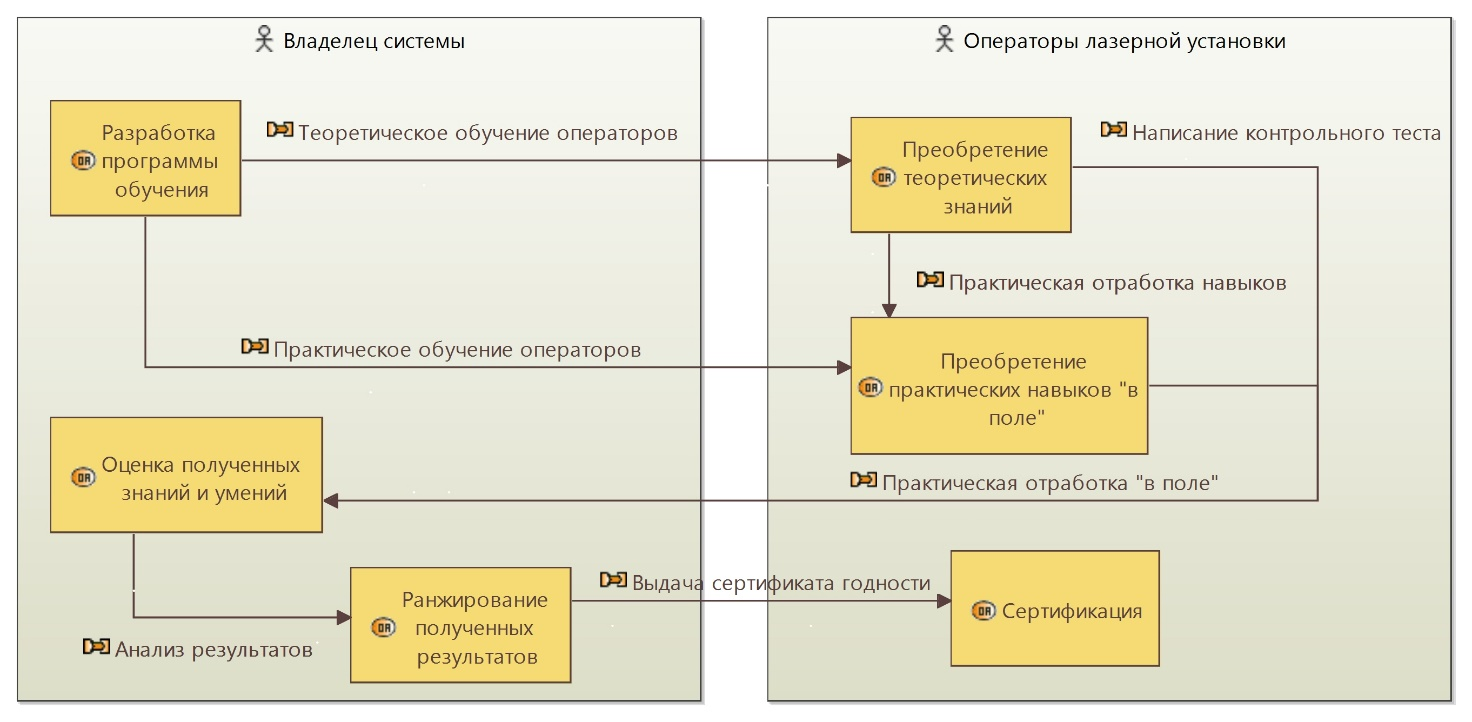 Владелец системы
Операторы лазерной установки
Разработка
программы
обучения
Теоретическое обучение операторов
Преобретение
теоретических
знаний
Написание контрольного теста
Практическая отработка навыков
Практическое обучение операторов
Преобретение
практических навыков "в
поле"
Оценка полученных
знаний и умений
Практическая отработка "в поле"
Анализ результатов
Ранжирование
полученных
результатов
Выдача сертификата годности
Сертификация